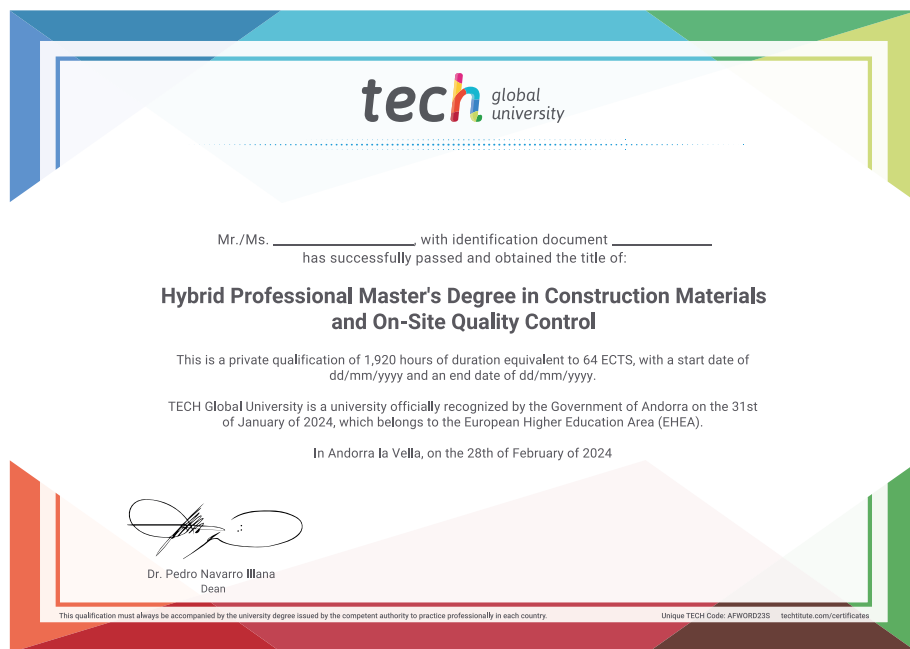 tech global
university
Mr./Ms. ____________, with identification document ____________
has successfully passed and obtained the title of:
Hybrid Professional Master's Degree in Construction Materials
and On-Site Quality Control
This is a private qualification of 1,920 hours of duration equivalent to 64 ECTS, with a start date of
dd/mm/yyyy and an end date of dd/mm/yyyy.
TECH Global University is a university officially recognized by the Government of Andorra on the 31st
of January of 2024, which belongs to the European Higher Education Area (EHEA).
In Andorra la Vella, on the 28th of February of 2024
Dr. Pedro Navarro Illana
Dean
This qualification must always be accompanied by the university degree issued by the competent authority to practice professionally in each country.
Unique TECH Code: AFWORD23S techtitute.com/certificates